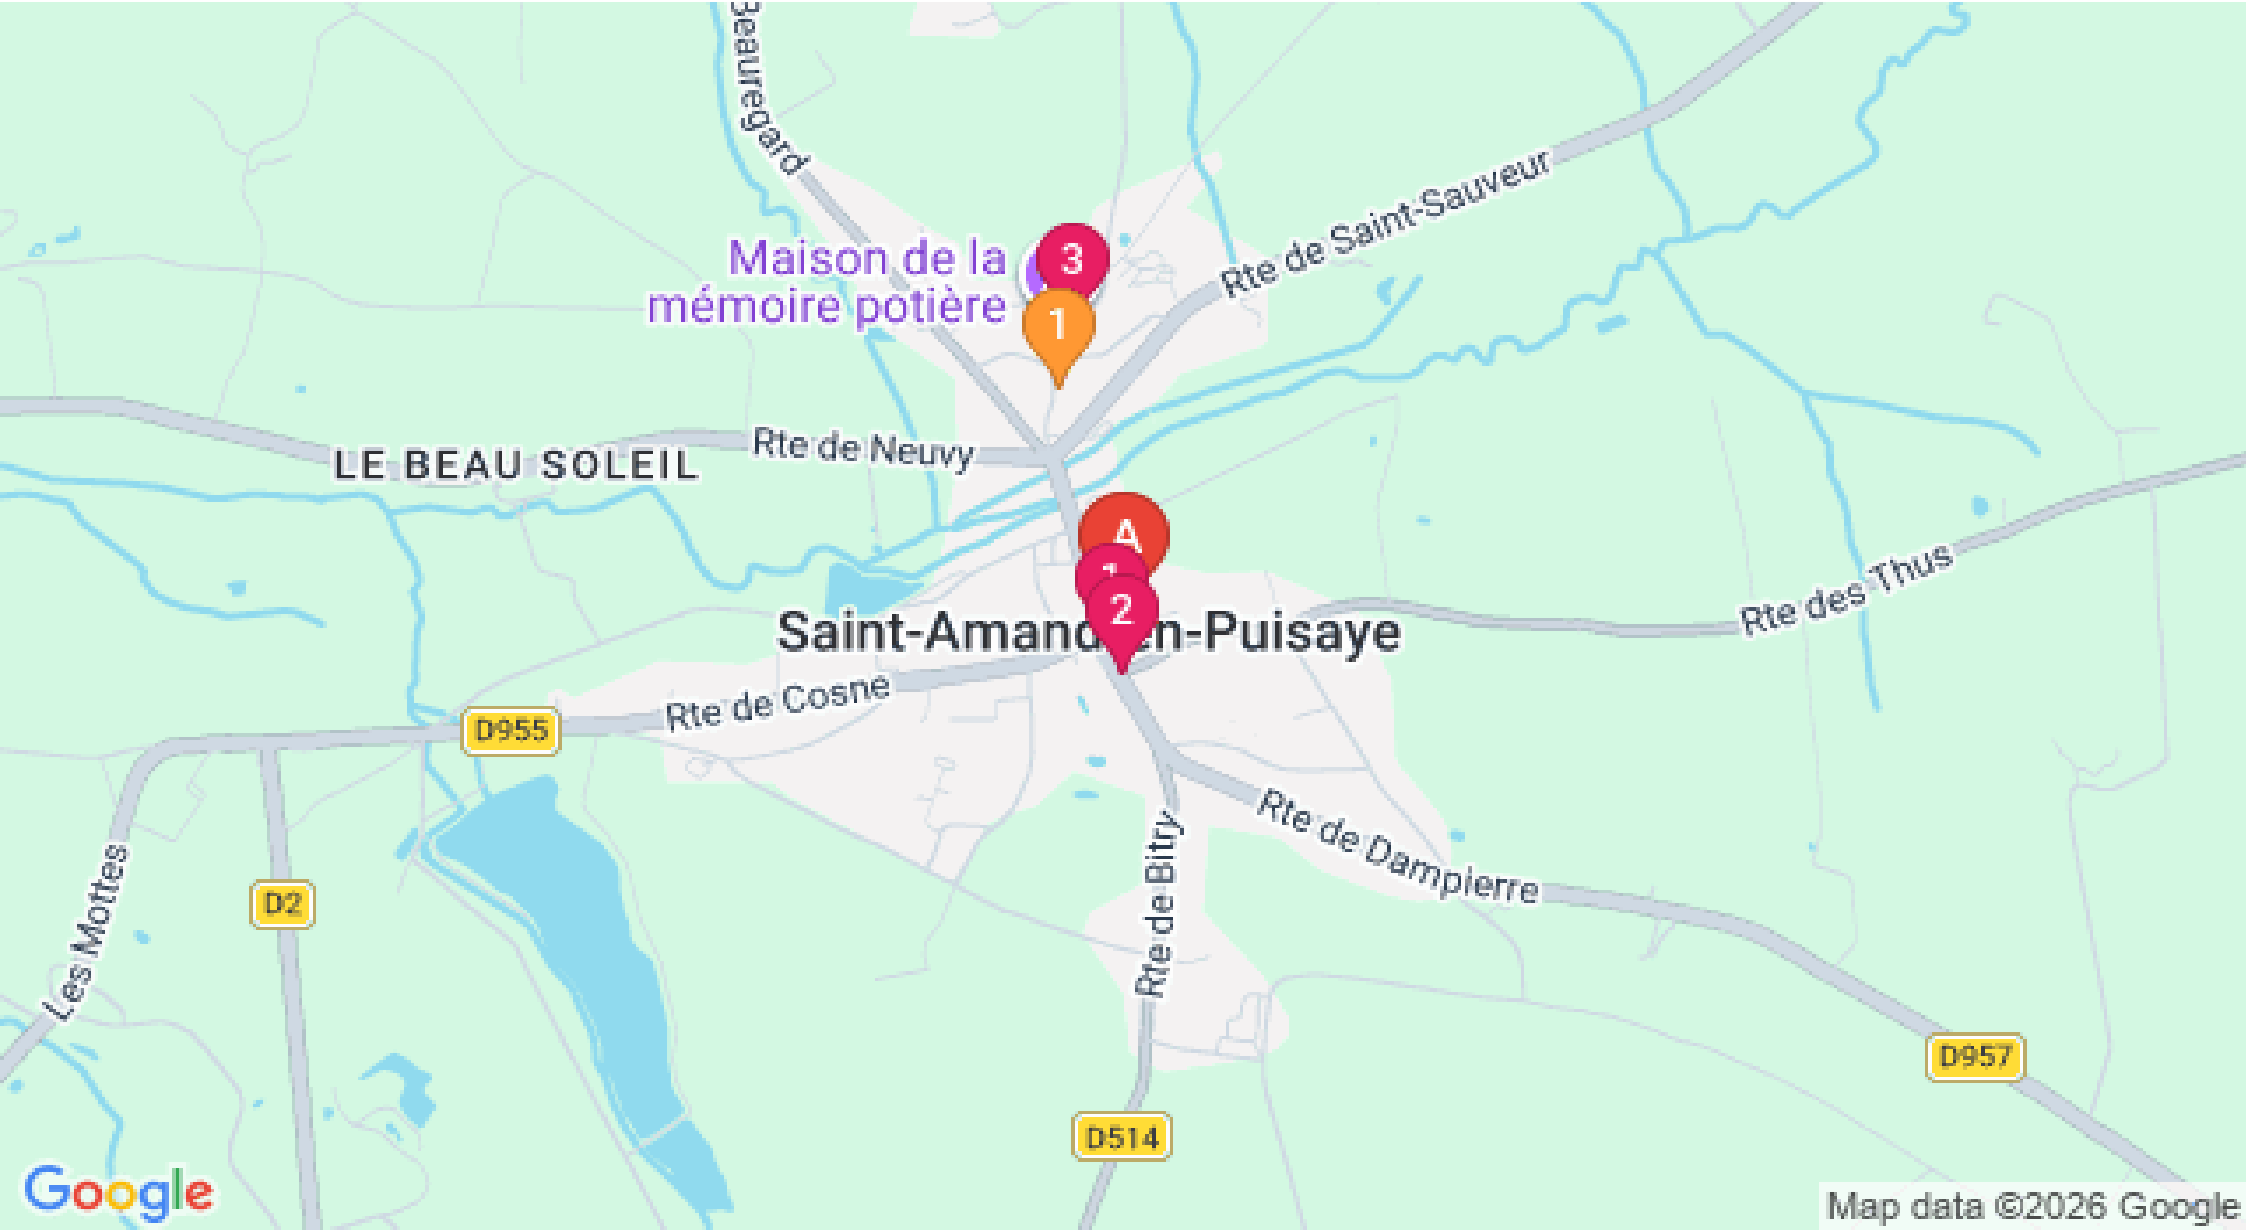 Beauregard
Rte de Saint-Sauveur
3
Maison de la
mémoire potière
1
Rte de Neuvy
LE BEAU SOLEIL
A
1
2
Saint-Amand-en-Puisaye
Rte des Thus
Rte de Cosne
D955
Rte de Dampierre
Rte de Bitry
Les Mottes
D2
D957
D514
Google
Map data ©2026 Google